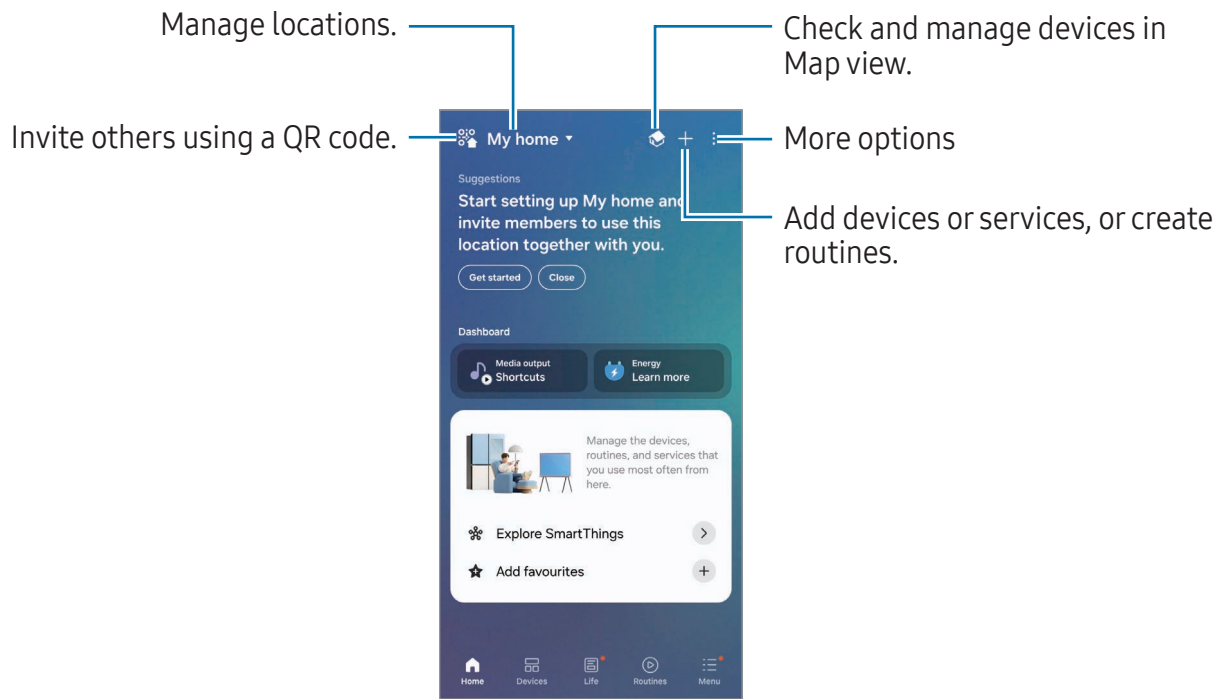 Manage locations.
Check and manage devices in
Map view.
Invite others using a QR code.
My home
More options
Add devices or services, or create
routines.
Suggestions
Start setting up My home and
invite members to use this
location together with you.
Get started
Close
Dashboard
Media output
Shortcuts
Energy
Learn more
Manage the devices,
routines, and services that
you use most often from
here.
Explore SmartThings
Add favourites
Home
Devices
Life
Routines
Menu